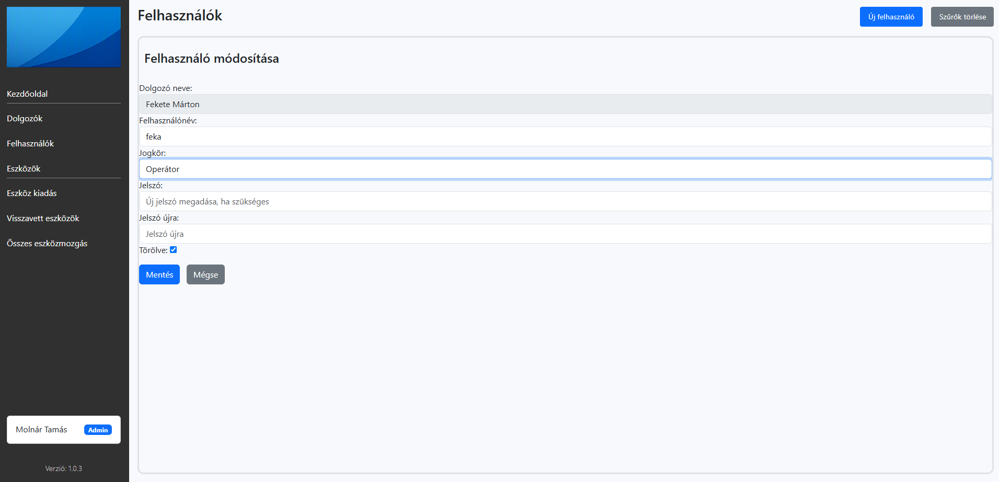 Kezdőoldal
Dolgozók
Felhasználók
Eszközök
Eszköz kiadás
Visszavett eszközök
Összes eszközmozgás
Molnár Tamás Admin
Verzió: 1.0.3
Felhasználók
Új felhasználó
Szűrők törlése
Felhasználó módosítása
Dolgozó neve:
Fekete Márton
Felhasználónév:
feka
Jogkör:
Operátor
Jelszó:
Új jelszó megadása, ha szükséges
Jelszó újra:
Jelszó újra
Törölve:
Mentés Mégse